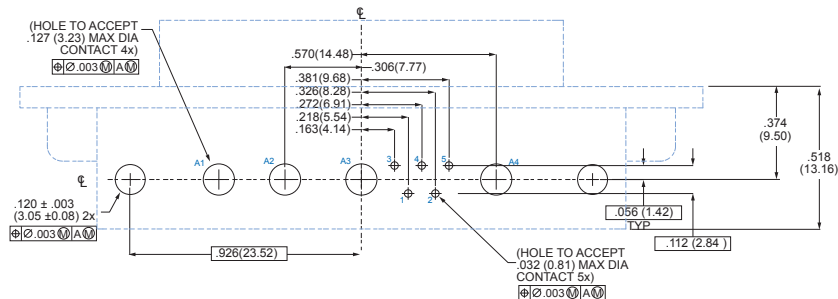 ℄
(HOLE TO ACCEPT
.127 (3.23) MAX DIA
CONTACT 4x)
⌖ Ø.003 Ⓜ A Ⓜ
.570(14.48)
.306(7.77)
.381(9.68)
.326(8.28)
.272(6.91)
.218(5.54)
.163(4.14)
.374
(9.50)
.518
(13.16)
A1
A2
A3
3
4
5
A4
℄
1
2
.120 ± .003
(3.05 ±0.08) 2x
⌖ Ø.003 Ⓜ A Ⓜ
.056 (1.42)
TYP
.112 (2.84 )
.926(23.52)
(HOLE TO ACCEPT
.032 (0.81) MAX DIA
CONTACT 5x)
⌖ Ø.003 Ⓜ A Ⓜ